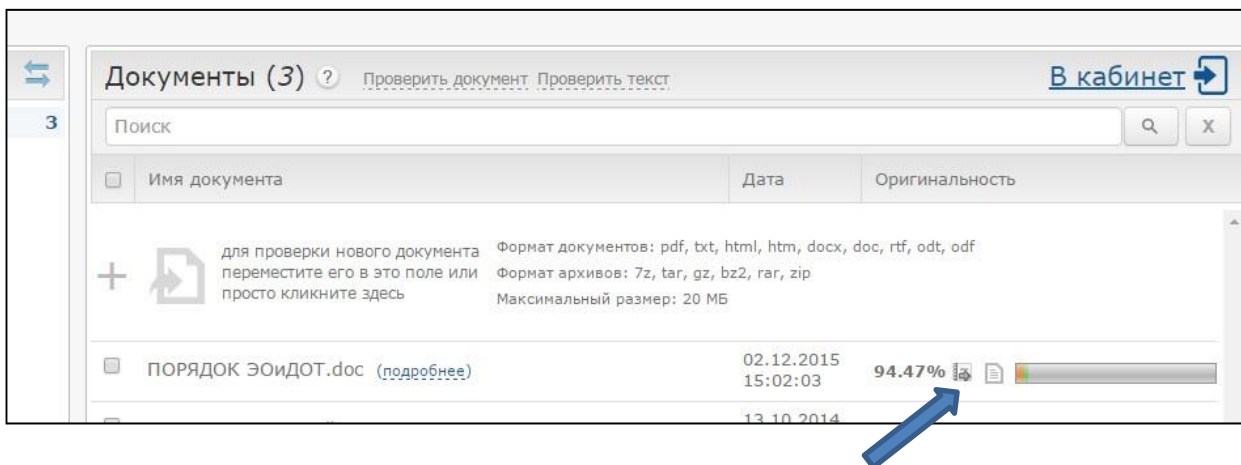 Документы (3) ? Проверить документ Проверить текст В кабинет
3
Поиск X
Имя документа Дата Оригинальность
для проверки нового документа
переместите его в это поле или
просто кликните здесь
Формат документов: pdf, txt, html, htm, docx, doc, rtf, odt, odf
Формат архивов: 7z, tar, gz, bz2, rar, zip
Максимальный размер: 20 МБ
ПОРЯДОК ЭОиДОТ.doc (подробнее) 02.12.2015
15:02:03 94.47%
13.10.2014